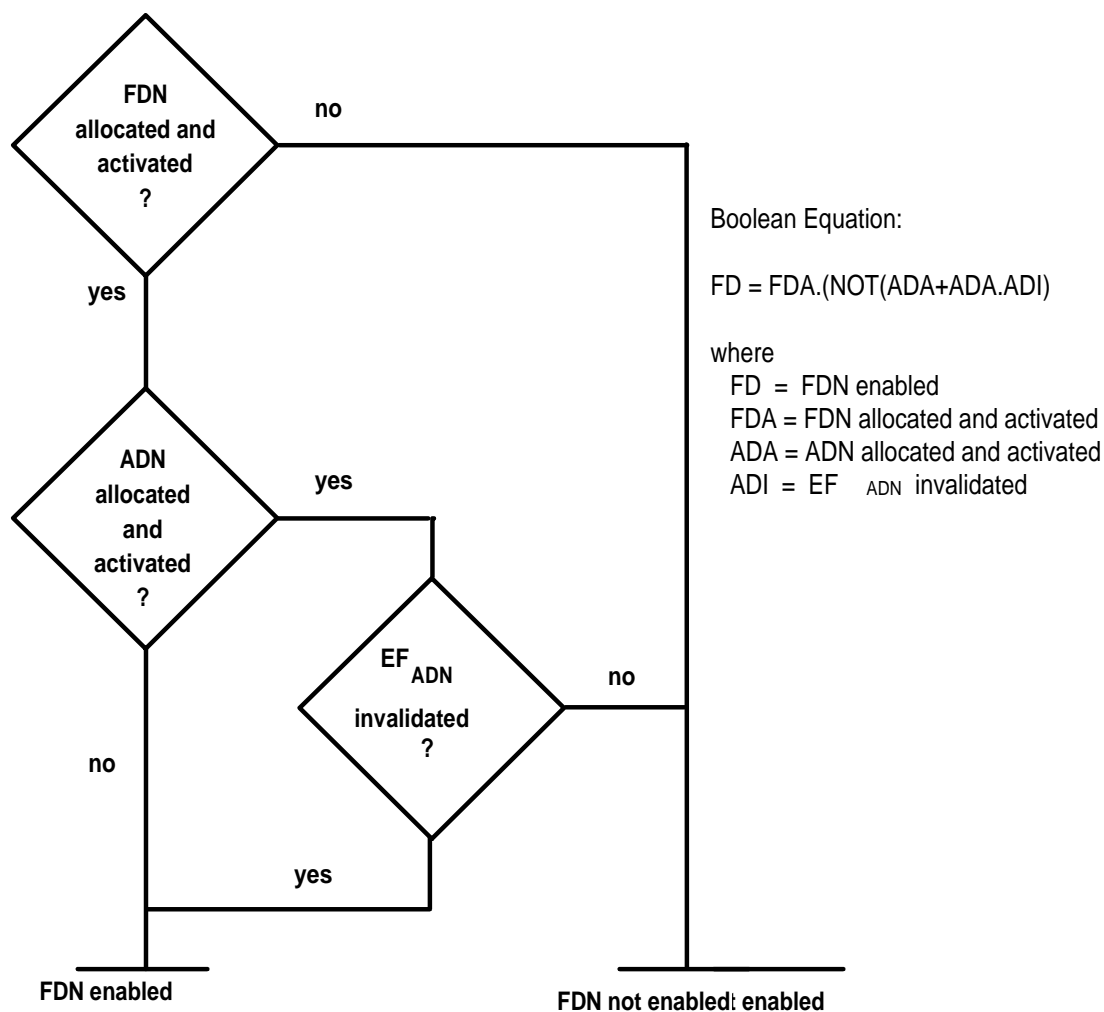 FDN
allocated and
activated
?
no
yes
Boolean Equation:
FD = FDA.(NOT(ADA+ADA.ADI)
where
FD = FDN enabled
FDA = FDN allocated and activated
ADA = ADN allocated and activated
ADI = EF ADN invalidated
ADN
allocated
and
activated
?
yes
EF ADN
invalidated
?
no
no
yes
FDN enabled
FDN not enabled: enabled